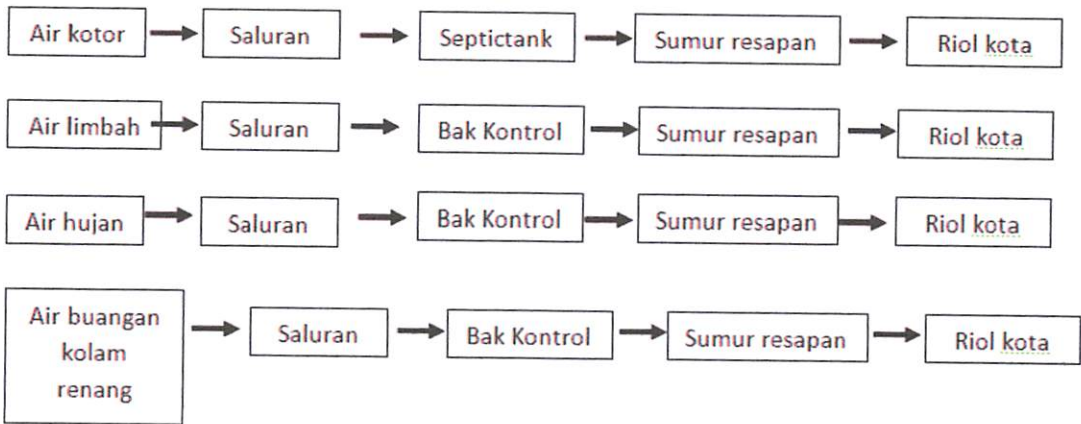 Air kotor Saluran Septictank Sumur resapan Riol kota
Air limbah Saluran Bak Kontrol Sumur resapan Riol kota
Air hujan Saluran Bak Kontrol Sumur resapan Riol kota
Air buangan
kolam
renang
Saluran Bak Kontrol Sumur resapan Riol kota